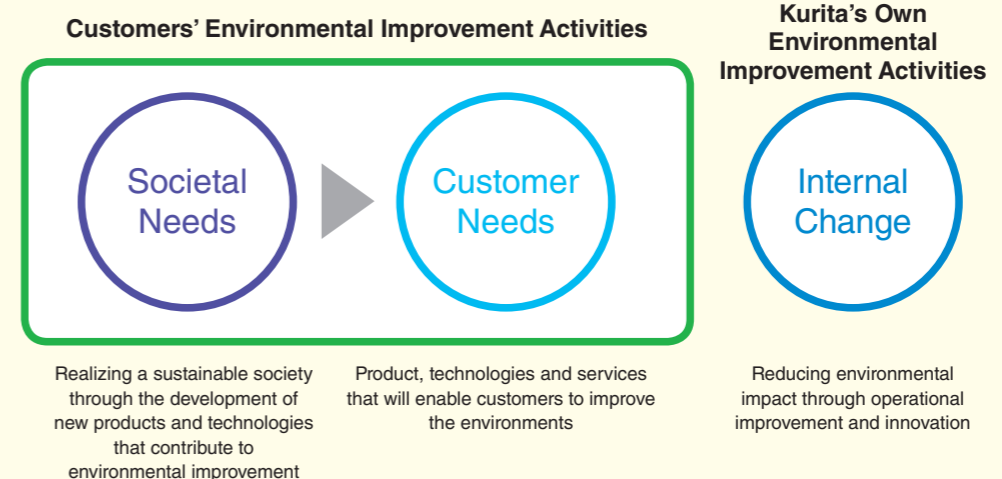 Customers’ Environmental Improvement Activities
Kurita’s Own
Environmental
Improvement Activities
Societal
Needs
Customer
Needs
Internal
Change
Realizing a sustainable society
through the development of
new products and technologies
that contribute to
environmental improvement
Product, technologies and services
that will enable customers to improve
the environments
Reducing environmental
impact through operational
improvement and innovation